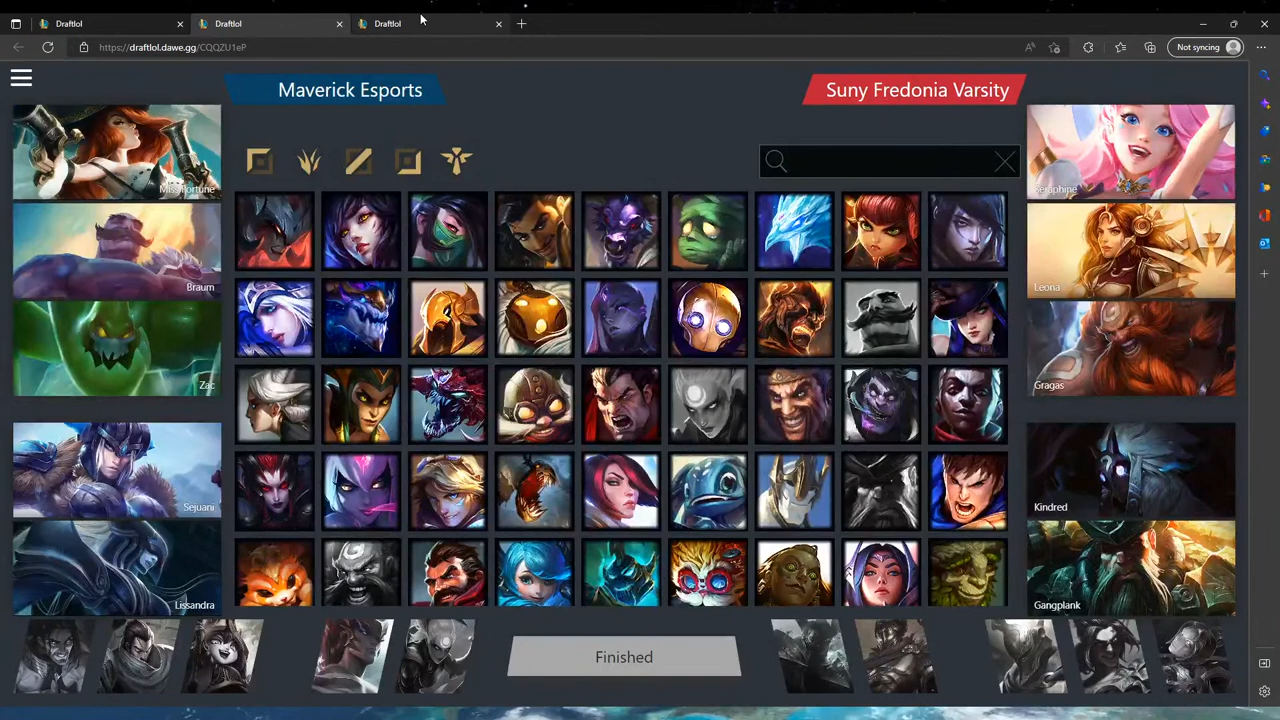 Draftlol
Draftlol
Draftlol
https://draftlol.dawe.gg/CQQZU1eP
Not syncing
Maverick Esports
Suny Fredonia Varsity
Miss Fortune
Braum
Zac
Sejuani
Lissandra
Seraphine
Leona
Gragas
Kindred
Gangplank
Finished